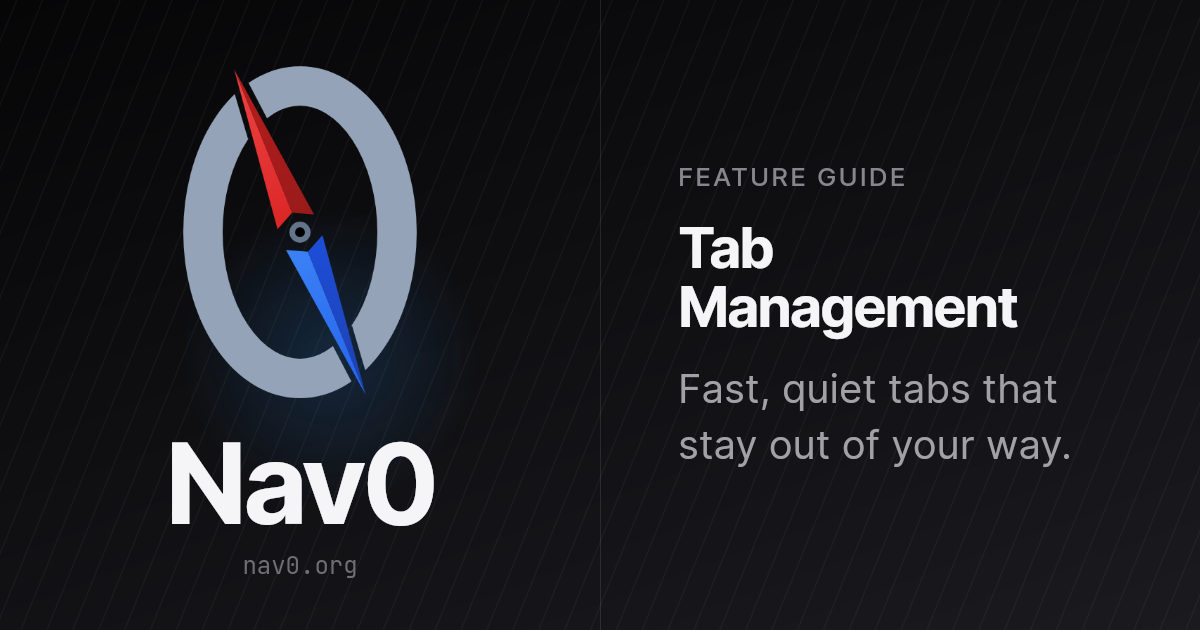 Nav0
nav0.org
FEATURE GUIDE
Tab
Management
Fast, quiet tabs that
stay out of your way.